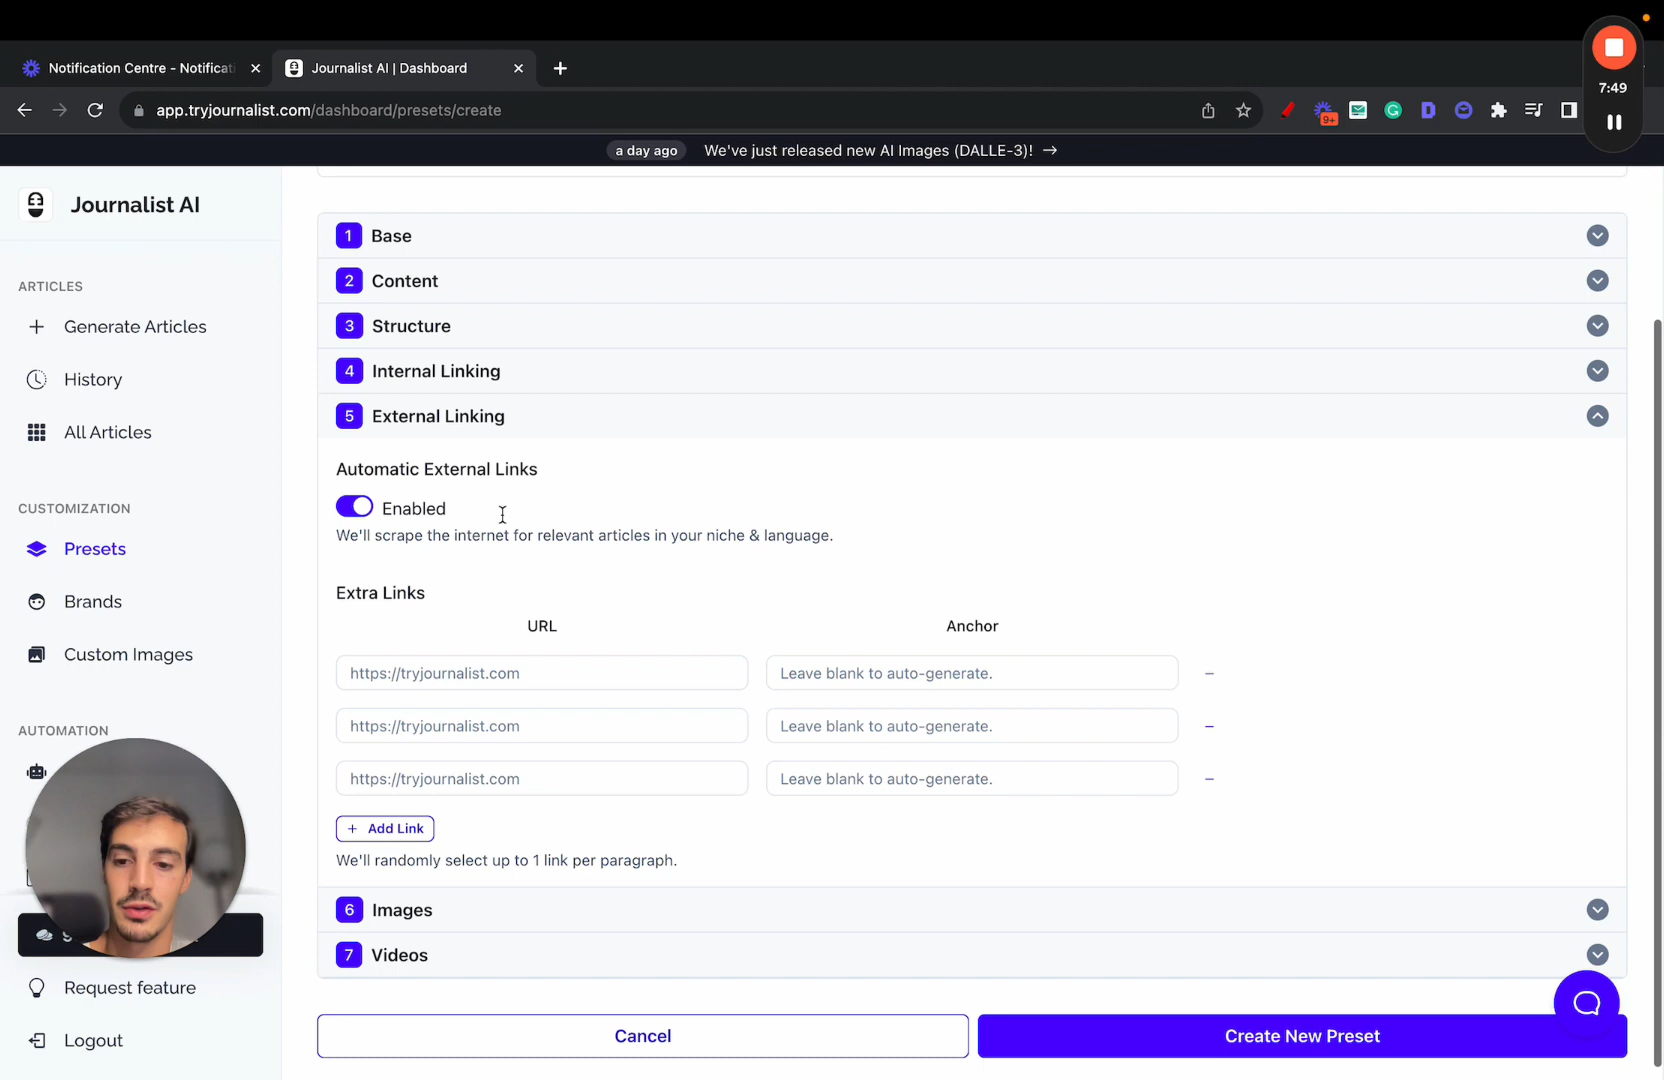 Notification Centre - Notificati
Journalist AI | Dashboard
7:49
app.tryjournalist.com/dashboard/presets/create
9+
a day ago We've just released new AI Images (DALLE-3)! →
Journalist AI
ARTICLES
Generate Articles
History
All Articles
CUSTOMIZATION
Presets
Brands
Custom Images
AUTOMATION
Request feature
Logout
1 Base
2 Content
3 Structure
4 Internal Linking
5 External Linking
Automatic External Links
Enabled
We'll scrape the internet for relevant articles in your niche & language.
Extra Links
URL Anchor
https://tryjournalist.com Leave blank to auto-generate. –
https://tryjournalist.com Leave blank to auto-generate. –
https://tryjournalist.com Leave blank to auto-generate. –
+ Add Link
We'll randomly select up to 1 link per paragraph.
6 Images
7 Videos
Cancel
Create New Preset